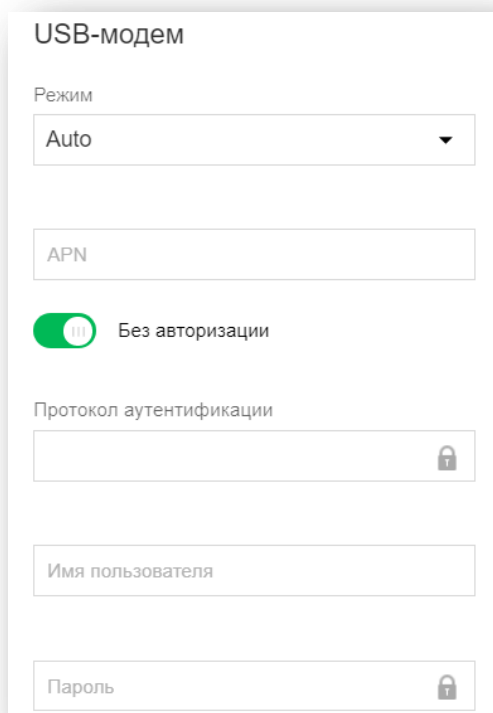 USB-модем
Режим
Auto
APN
Без авторизации
Протокол аутентификации
Имя пользователя
Пароль